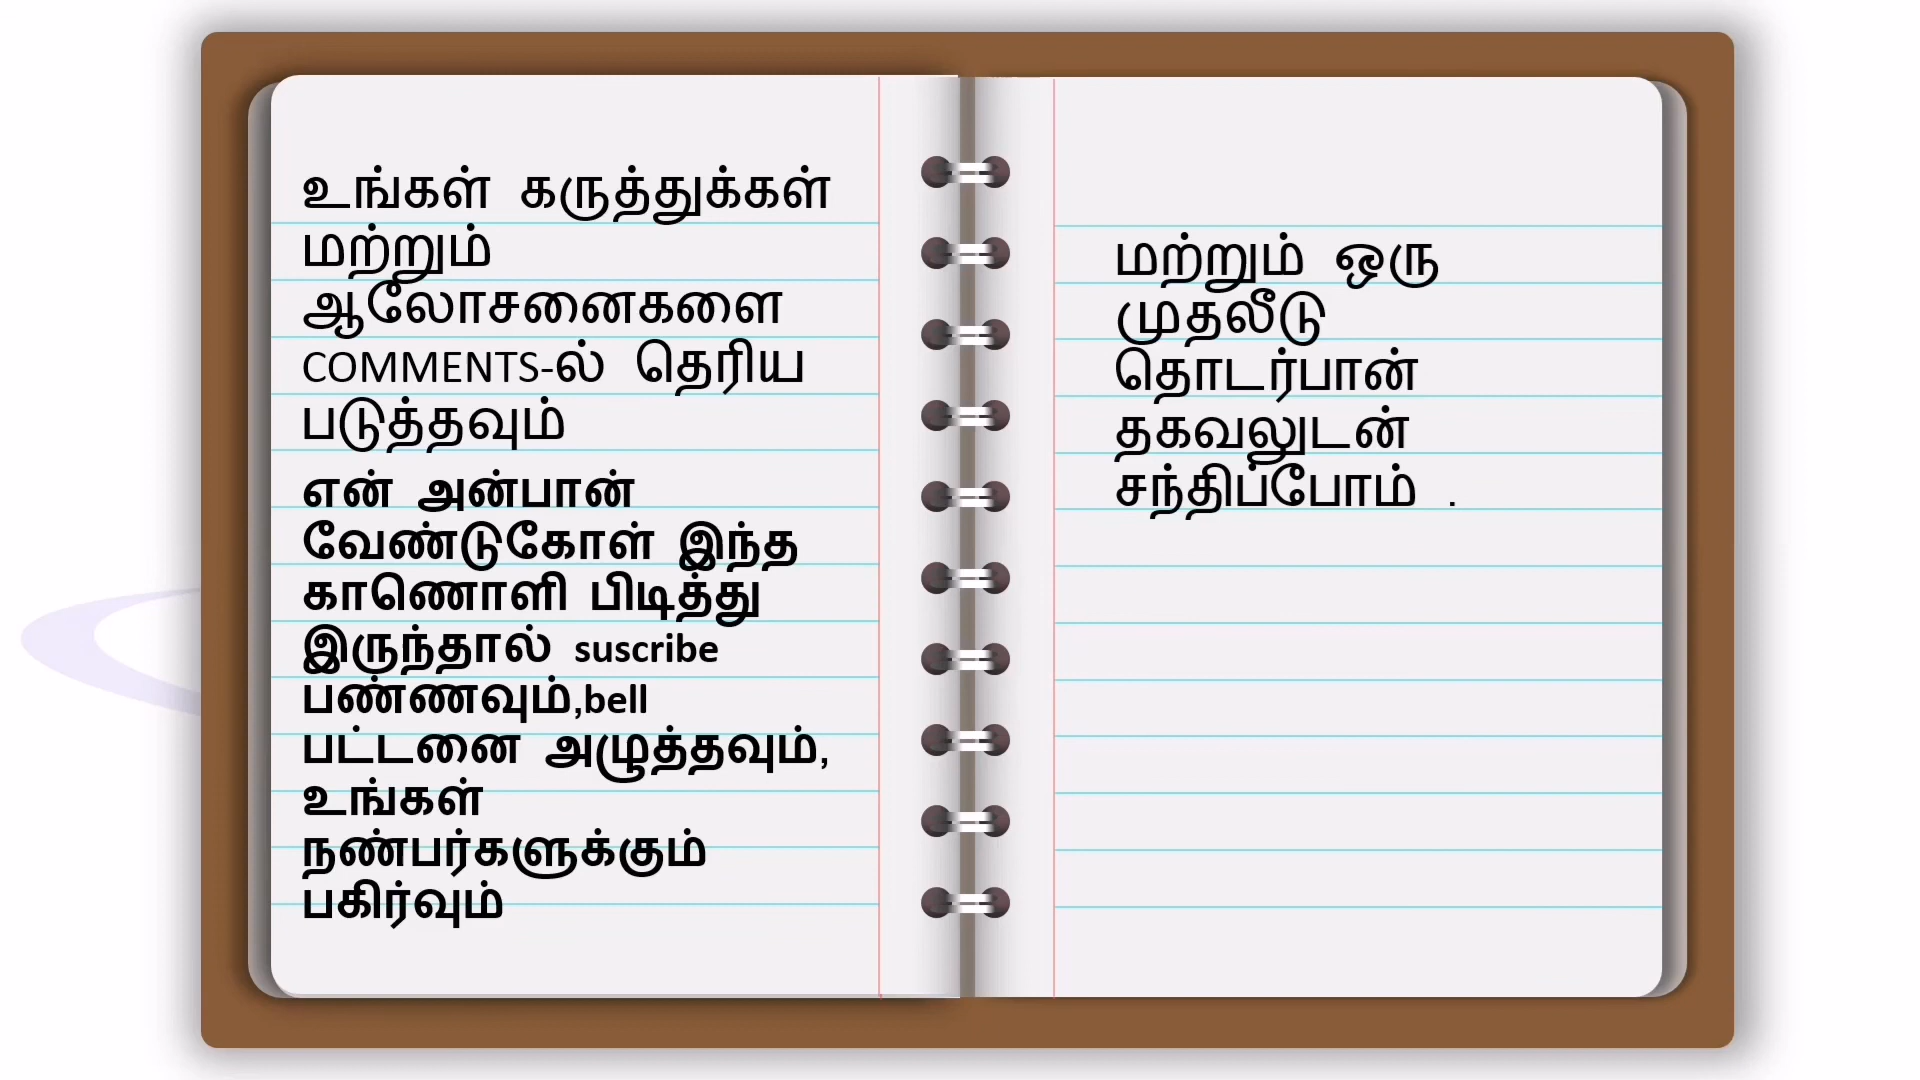 உங்கள் கருத்துக்கள்
மற்றும்
ஆலோசனைகளை
COMMENTS-ல் தெரிய
படுத்தவும்
என் அன்பான்
வேண்டுகோள் இந்த
காணொளி பிடித்து
இருந்தால் suscribe
பண்ணவும்,bell
பட்டனை அழுத்தவும்,
உங்கள்
நண்பர்களுக்கும்
பகிர்வும்
மற்றும் ஒரு
முதலீடு
தொடர்பான்
தகவலுடன்
சந்திப்போம் .